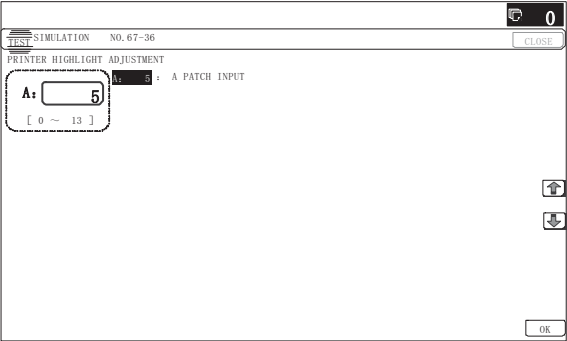 0
TEST SIMULATION NO. 67-36 CLOSE
PRINTER HIGHLIGHT ADJUSTMENT
A: 5 A: 5 : A PATCH INPUT
[ 0 ~ 13 ]
OK